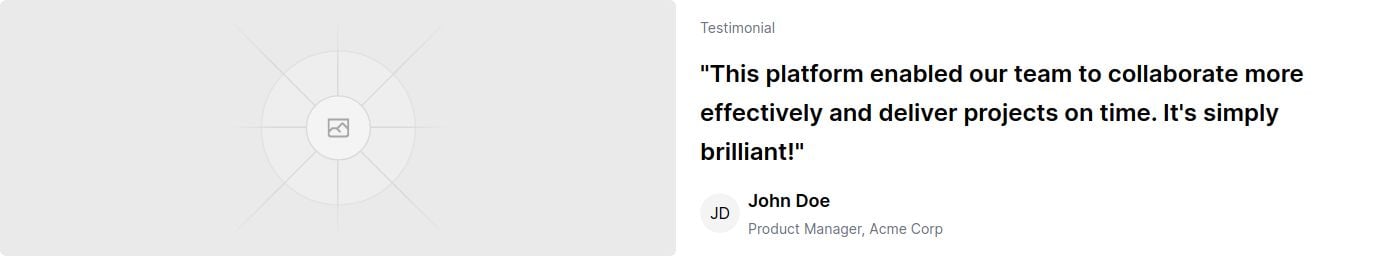 Testimonial
"This platform enabled our team to collaborate more
effectively and deliver projects on time. It's simply
brilliant!"
JD
John Doe
Product Manager, Acme Corp